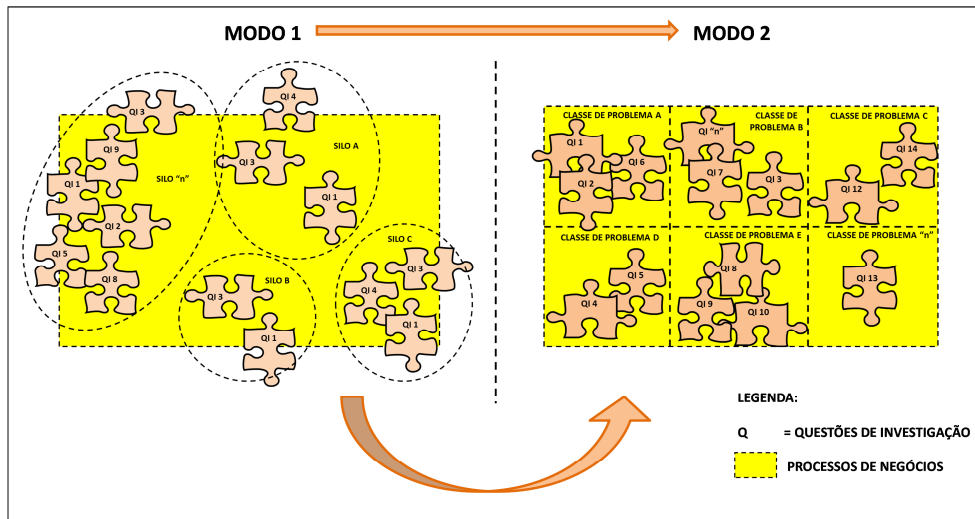 MODO 1
MODO 2
QI 3
QI 9
QI 1
SILO “n”
QI 2
QI 5
QI 8
QI 4
SILO A
QI 3
QI 1
SILO B
QI 3
QI 1
SILO C
QI 3
QI 4
QI 1
CLASSE DE PROBLEMA A
QI 1
QI 6
QI 2
CLASSE DE
PROBLEMA B
QI “n”
QI 7
QI 3
CLASSE DE PROBLEMA C
QI 14
QI 12
CLASSE DE PROBLEMA D
QI 5
QI 4
CLASSE DE PROBLEMA E
QI 8
QI 9
QI 10
CLASSE DE PROBLEMA “n”
QI 13
LEGENDA:
Q = QUESTÕES DE INVESTIGAÇÃO
PROCESSOS DE NEGÓCIOS